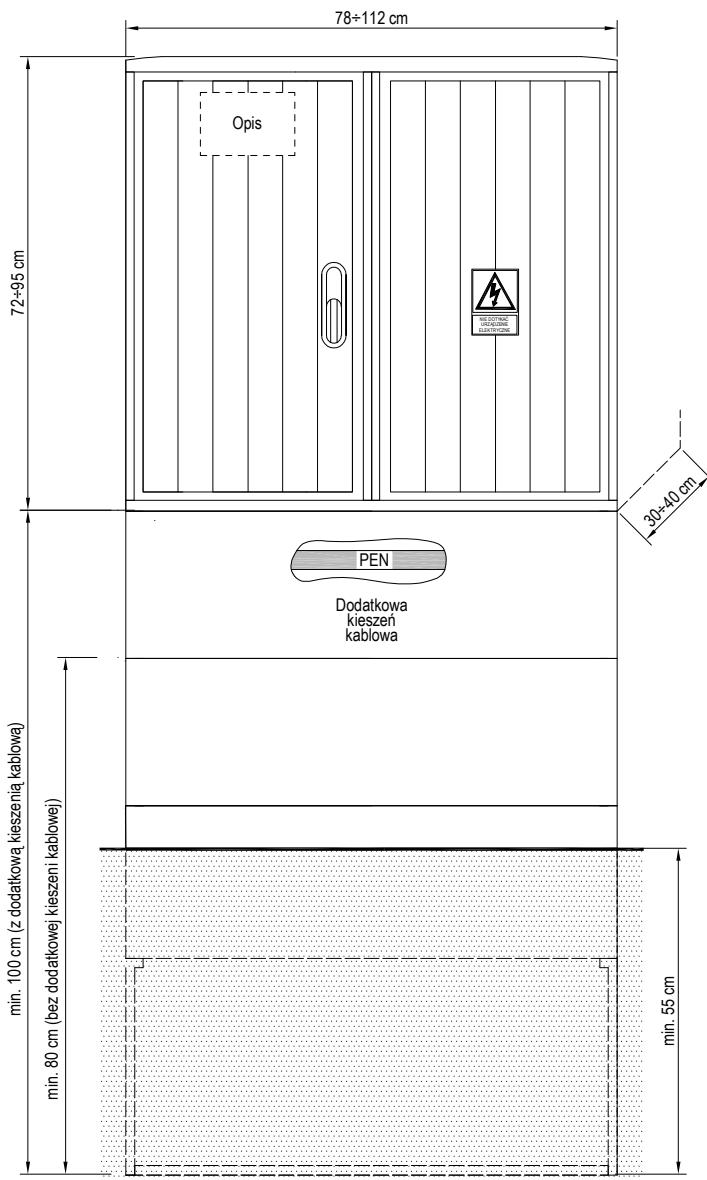 78÷112 cm
Opis
72÷95 cm
NIE DOTYKAĆ
URZĄDZENIE
ELEKTRYCZNE
30÷40 cm
PEN
Dodatkowa
kieszeń
kablowa
min. 100 cm (z dodatkową kieszenią kablową)
min. 80 cm (bez dodatkowej kieszeni kablowej)
min. 55 cm